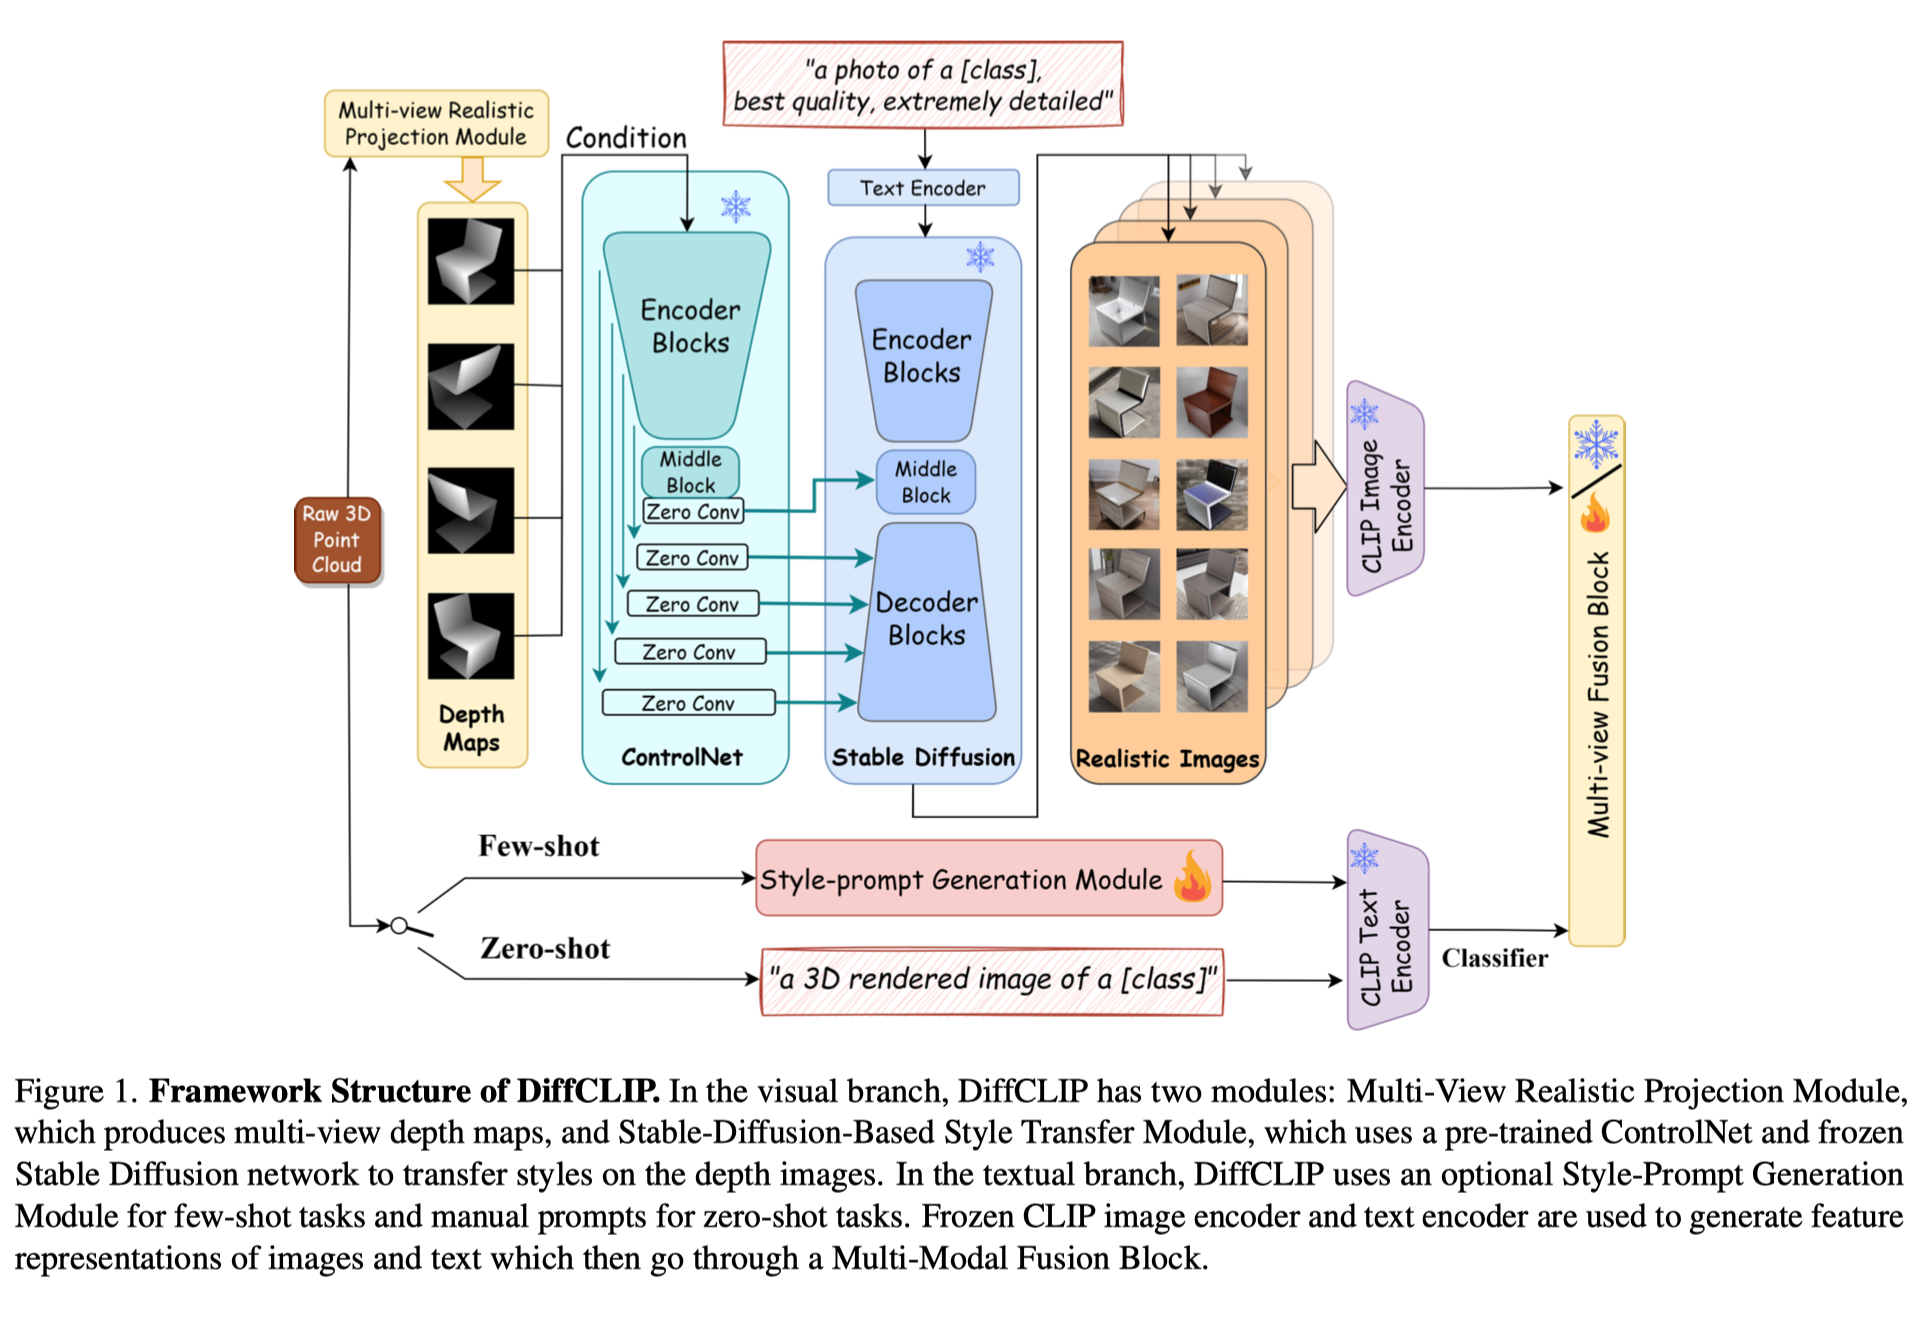 "a photo of a [class],
best quality, extremely detailed"
Multi-view Realistic
Projection Module
Condition
Text Encoder
Encoder
Blocks
Middle
Block
Zero Conv
Zero Conv
Zero Conv
Zero Conv
Zero Conv
ControlNet
Encoder
Blocks
Middle
Block
Decoder
Blocks
Stable Diffusion
Raw 3D
Point
Cloud
Depth
Maps
Realistic Images
CLIP Image
Encoder
Multi-view Fusion Block
Few-shot
Style-prompt Generation Module
Zero-shot
"a 3D rendered image of a [class]"
CLIP Text
Encoder
Classifier
Figure 1. Framework Structure of DiffCLIP. In the visual branch, DiffCLIP has two modules: Multi-View Realistic Projection Module,
which produces multi-view depth maps, and Stable-Diffusion-Based Style Transfer Module, which uses a pre-trained ControlNet and frozen
Stable Diffusion network to transfer styles on the depth images. In the textual branch, DiffCLIP uses an optional Style-Prompt Generation
Module for few-shot tasks and manual prompts for zero-shot tasks. Frozen CLIP image encoder and text encoder are used to generate feature
representations of images and text which then go through a Multi-Modal Fusion Block.